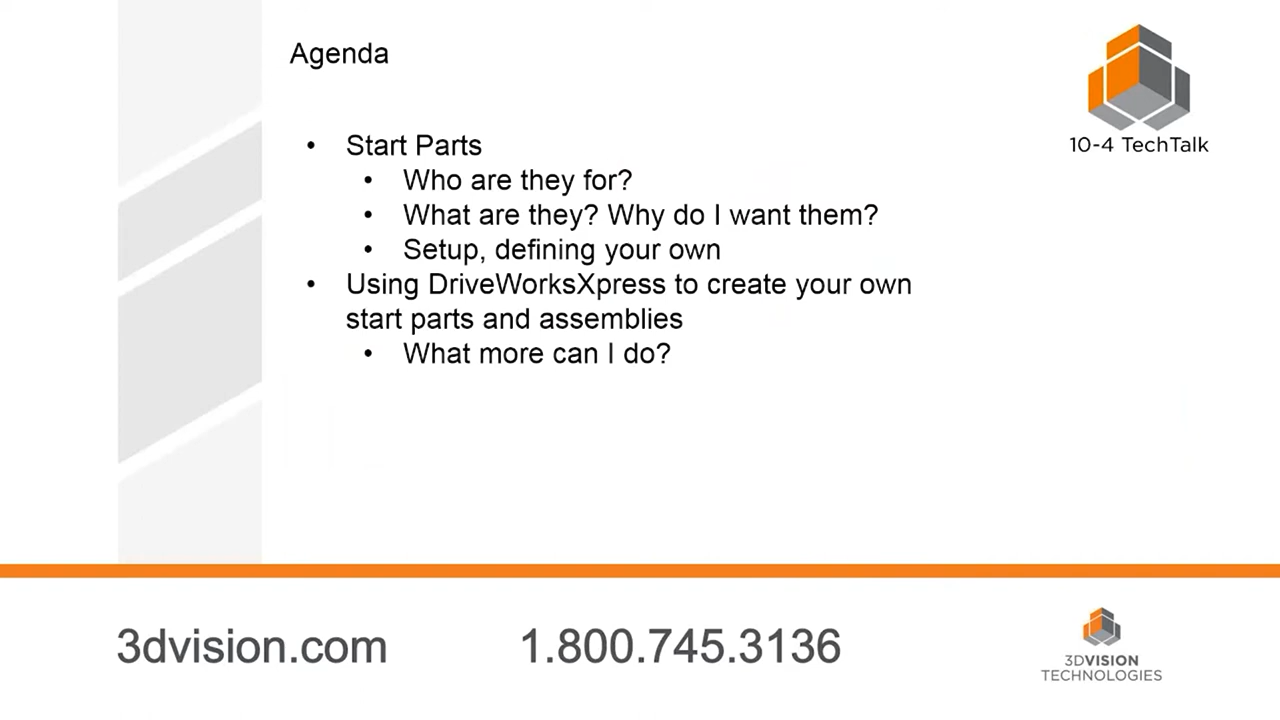 Agenda
10-4 TechTalk
• Start Parts
• Who are they for?
• What are they? Why do I want them?
• Setup, defining your own
• Using DriveWorksXpress to create your own
start parts and assemblies
• What more can I do?
3dvision.com
1.800.745.3136
3DVISION
TECHNOLOGIES